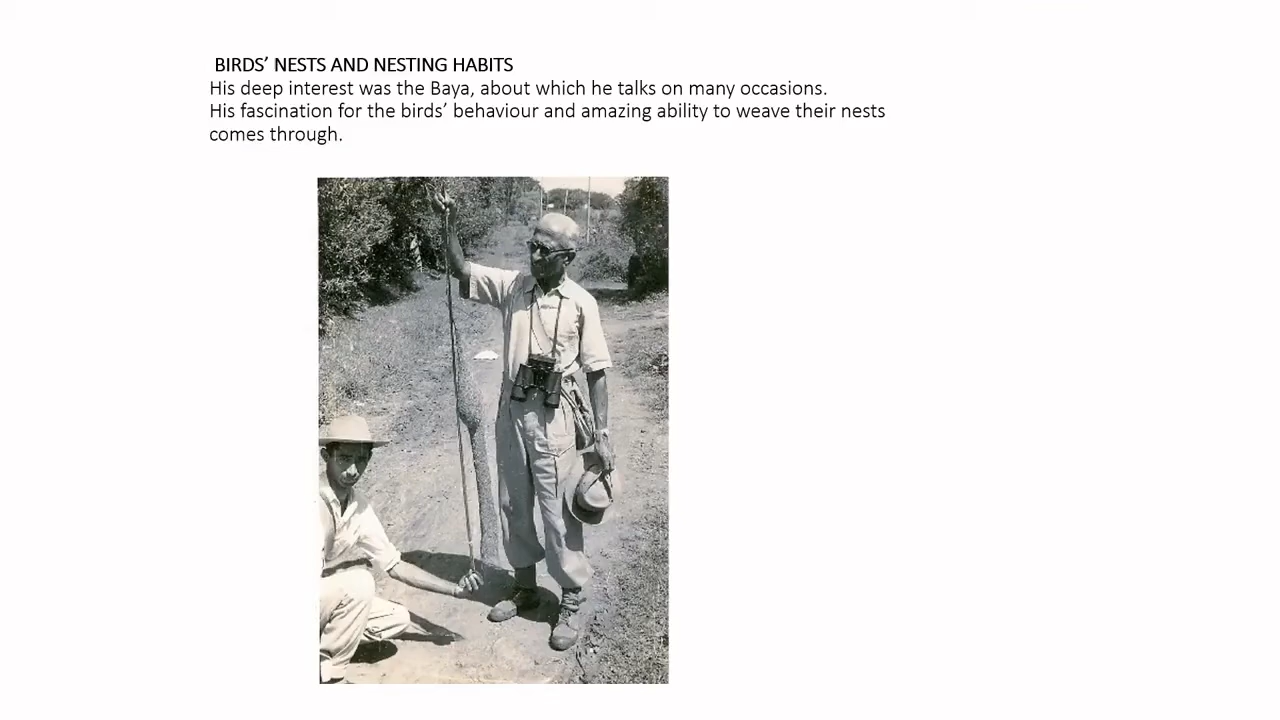 BIRDS’ NESTS AND NESTING HABITS
His deep interest was the Baya, about which he talks on many occasions.
His fascination for the birds’ behaviour and amazing ability to weave their nests
comes through.